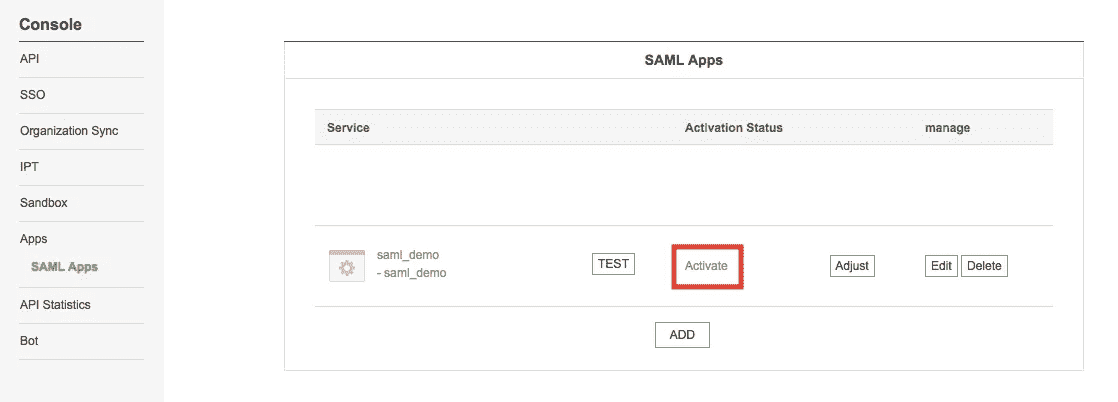 Console
API
SSO
Organization Sync
IPT
Sandbox
Apps
SAML Apps
API Statistics
Bot
SAML Apps
Service Activation Status manage
saml_demo
- saml_demo
TEST Activate Adjust Edit Delete
ADD